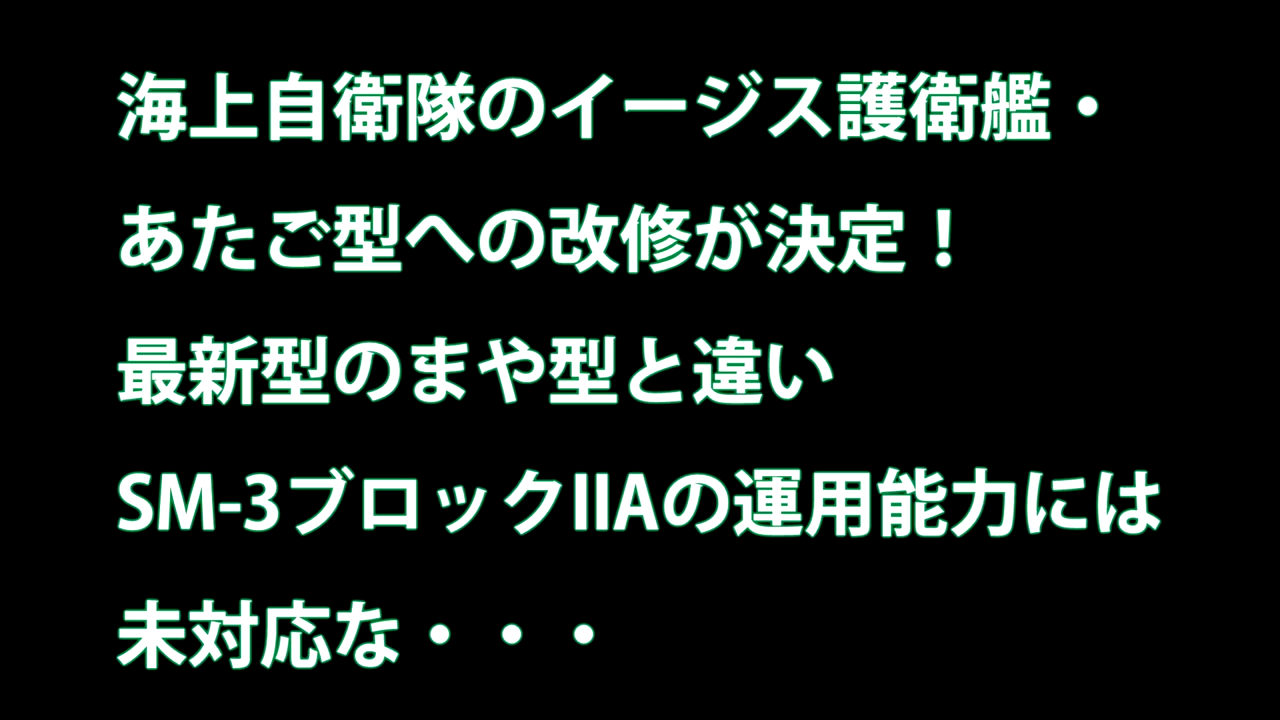 海上自衛隊のイージス護衛艦・
あたご型への改修が決定！
最新型のまや型と違い
SM-3ブロックIIAの運用能力には
未対応な・・・